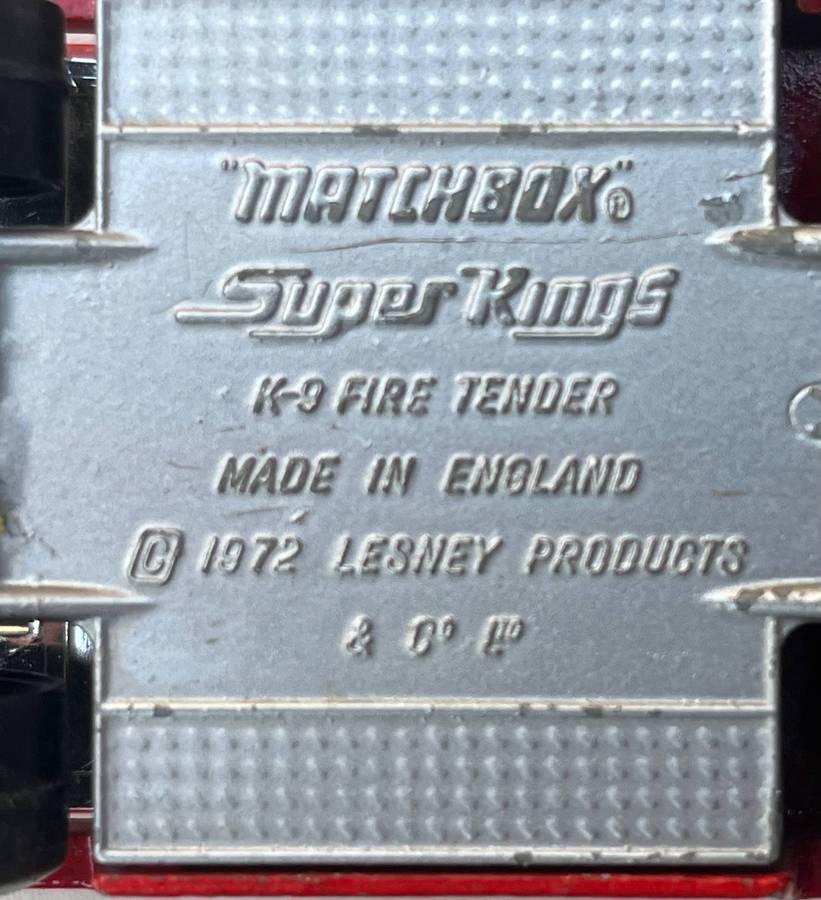 "MATCHBOX"®
Super Kings
K-9 FIRE TENDER
MADE IN ENGLAND
© 1972 LESNEY PRODUCTS
& Cº Lᵀᴰ